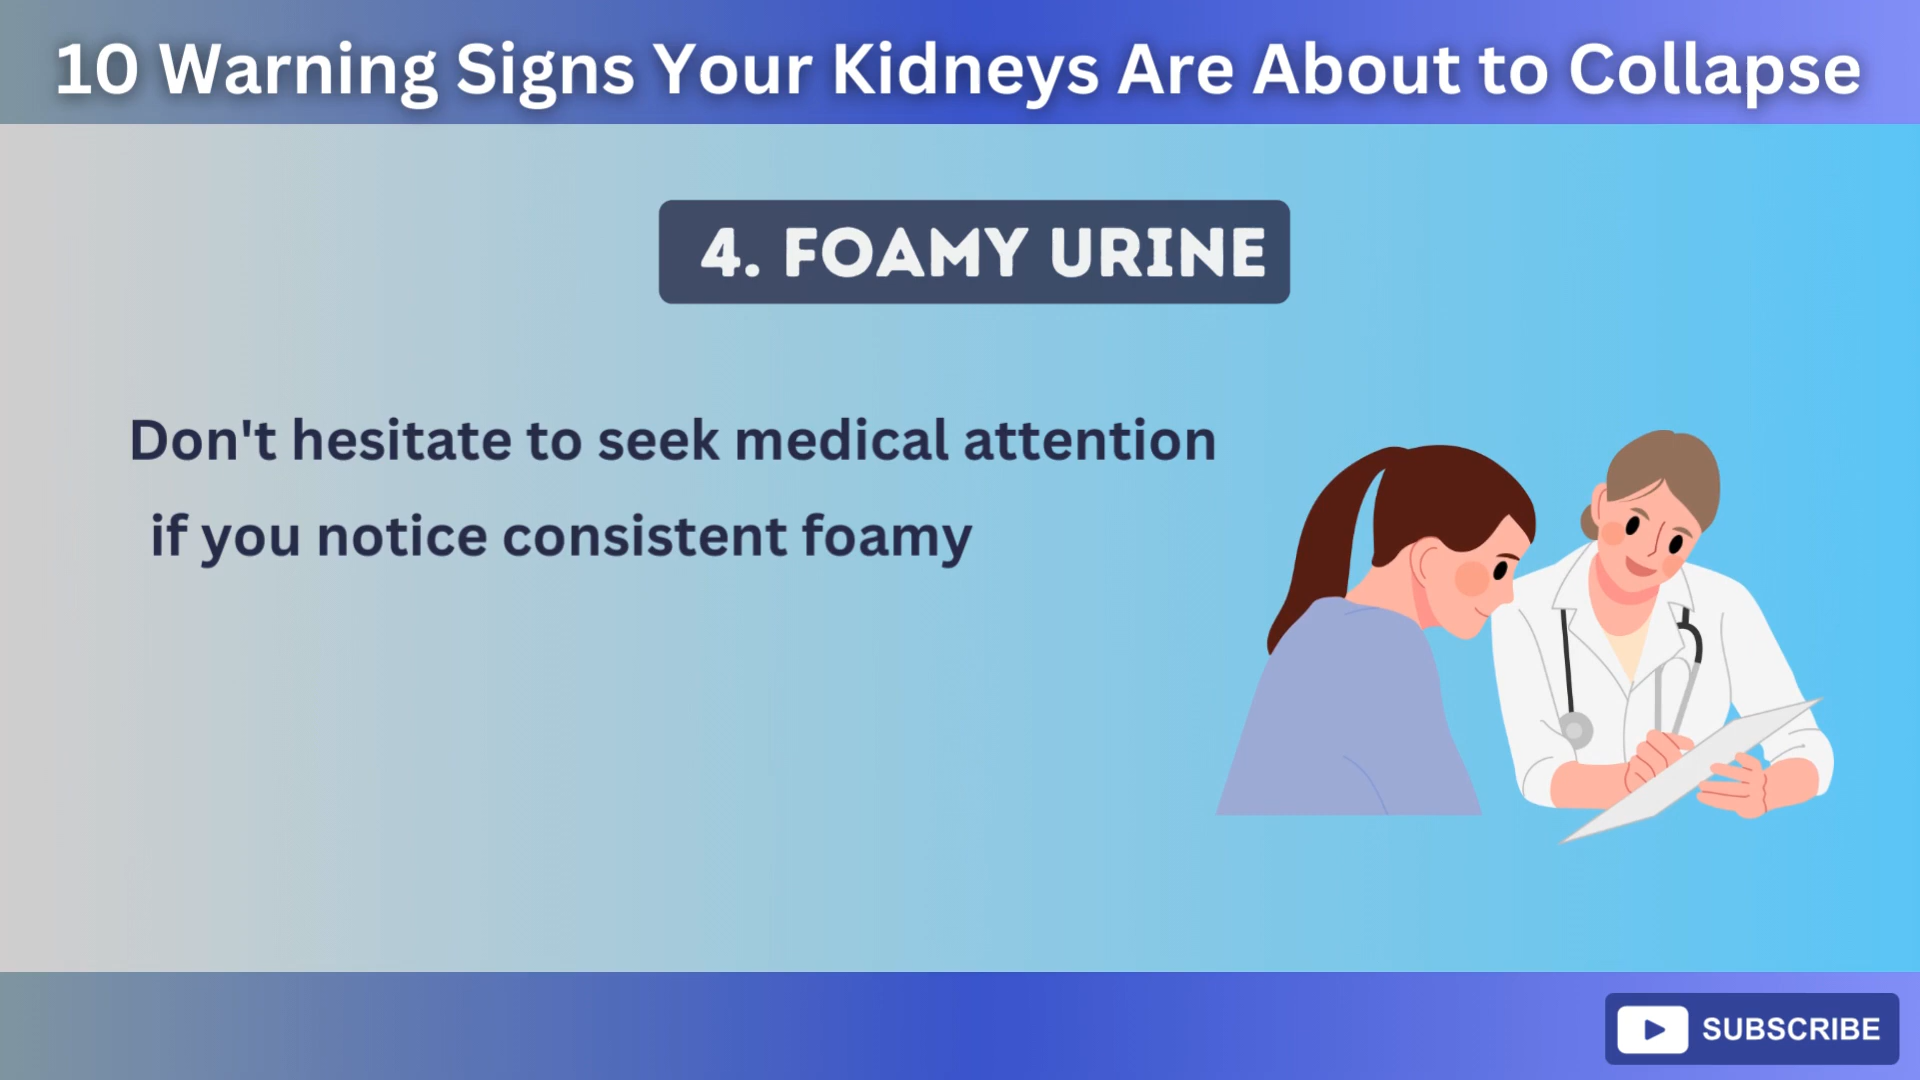 10 Warning Signs Your Kidneys Are About to Collapse
4. FOAMY URINE
Don't hesitate to seek medical attention
if you notice consistent foamy
SUBSCRIBE